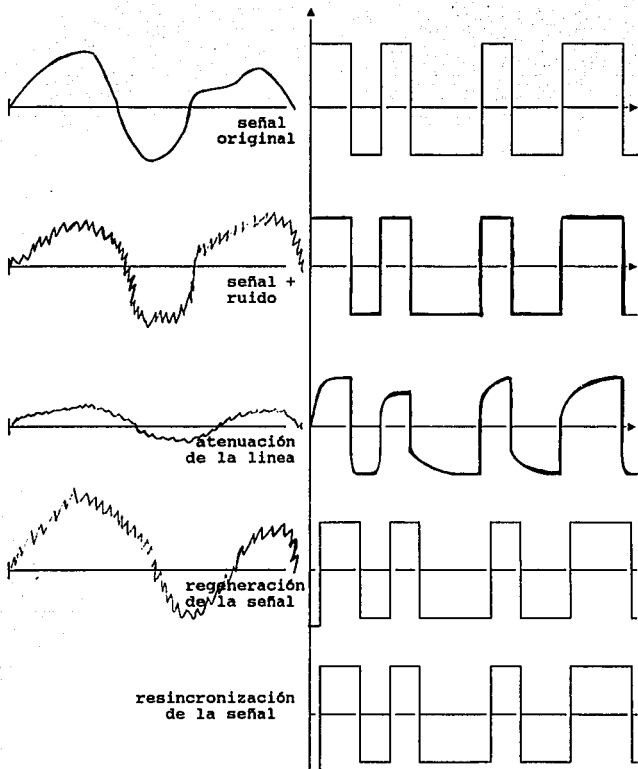 señal
original
señal +
ruido
atenuación
de la linea
regeneración
de la señal
resincronización
de la señal